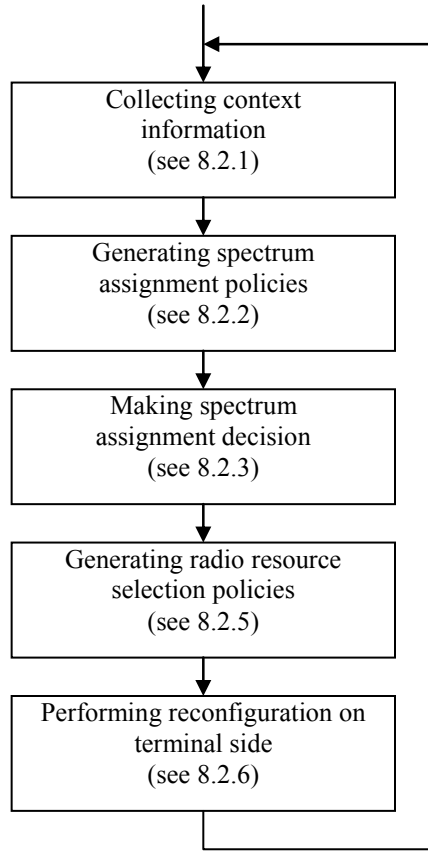 Collecting context
information
(see 8.2.1)
Generating spectrum
assignment policies
(see 8.2.2)
Making spectrum
assignment decision
(see 8.2.3)
Generating radio resource
selection policies
(see 8.2.5)
Performing reconfiguration on
terminal side
(see 8.2.6)